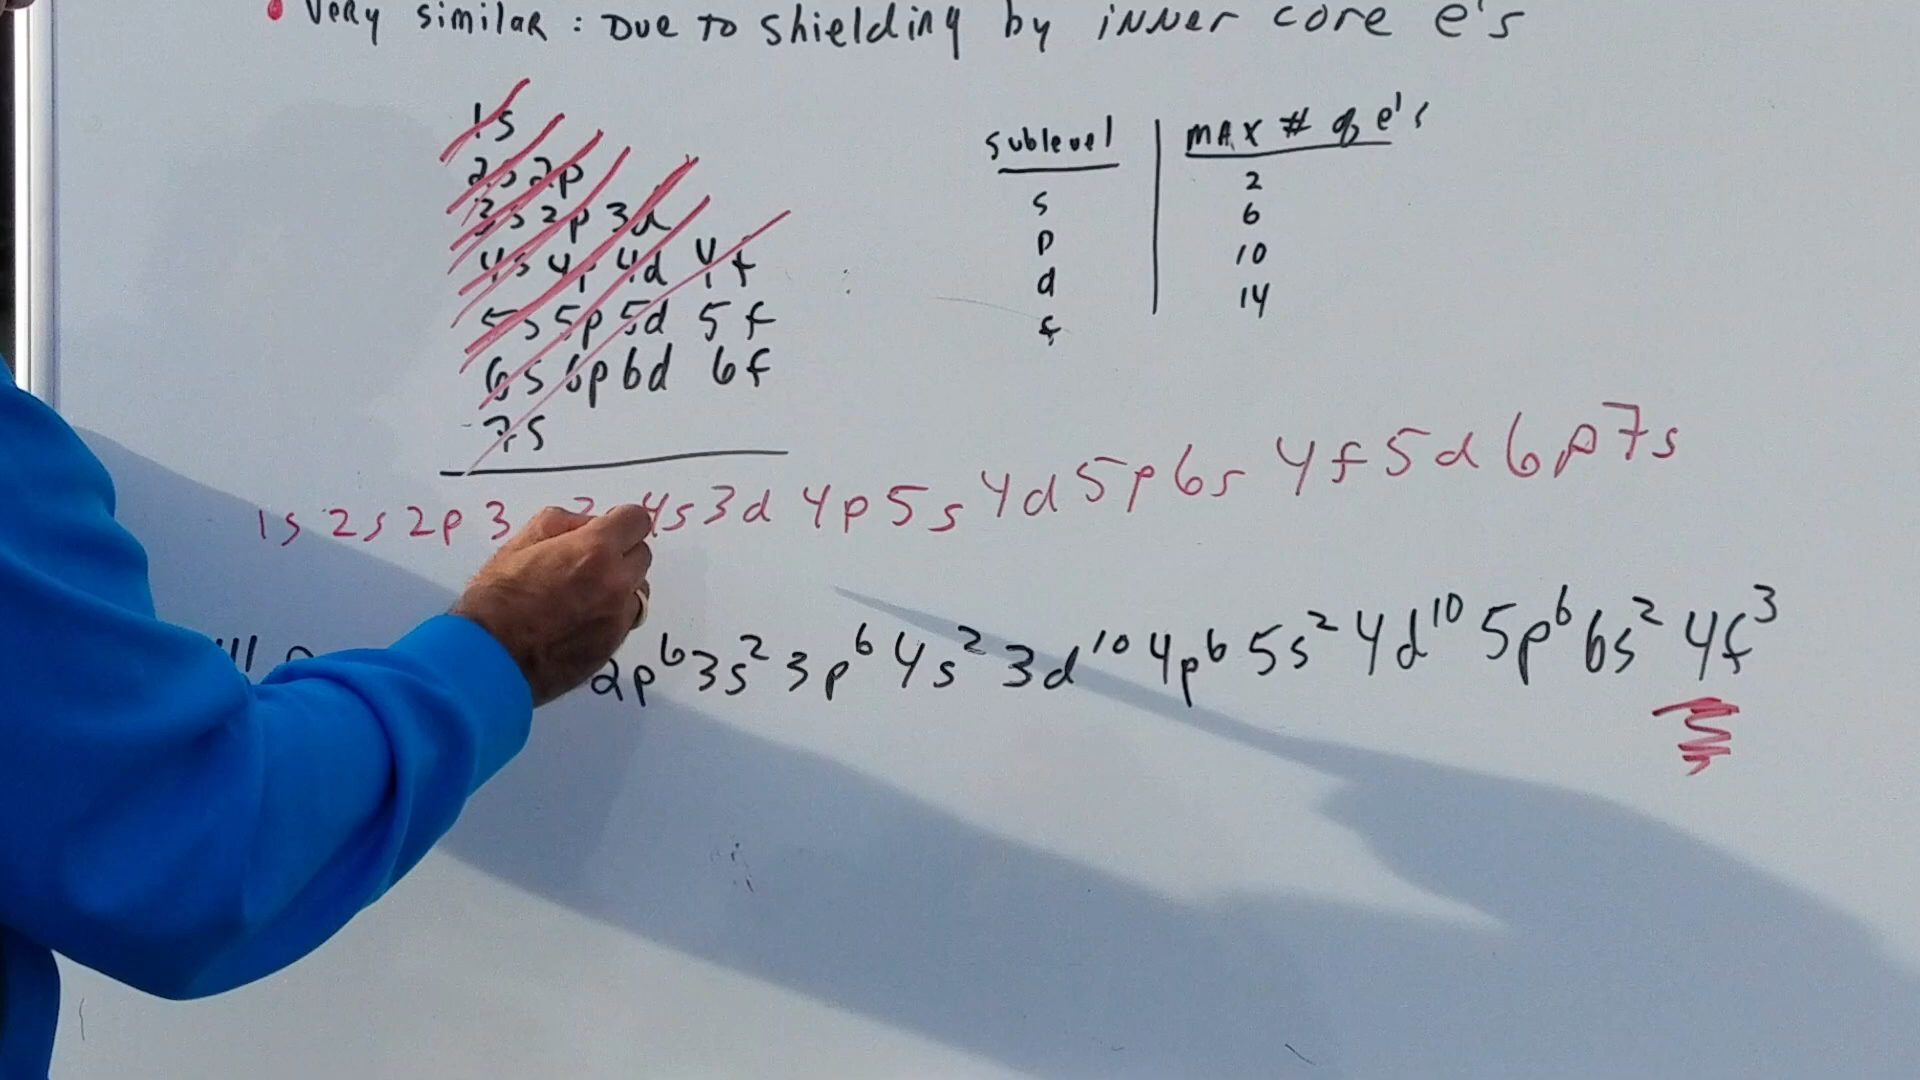 Very similar : Due to shielding by inner core e's
1s
2s 2p
3s 2p 3d
4s 4p 4d 4f
5s 5p 5d 5f
6s 6p 6d 6f
7s
sublevel MAX # of e's
s 2
p 6
d 10
f 14
1s 2s 2p 3 4s 3d 4p 5s 4d 5p 6s 4f 5d 6p 7s
2p⁶ 3s² 3p⁶ 4s² 3d¹⁰ 4p⁶ 5s² 4d¹⁰ 5p⁶ 6s² 4f³